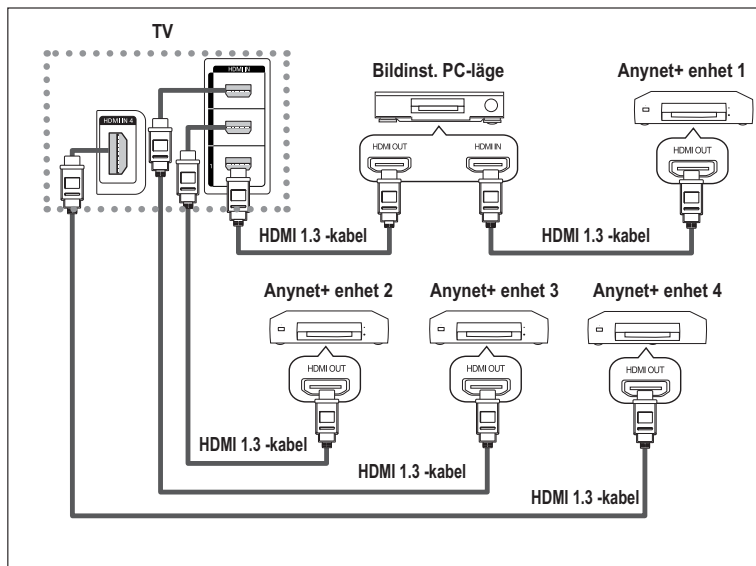 TV
HDMI IN
HDMI IN 4
1
Bildinst. PC-läge
HDMI OUT
HDMI IN
Anynet+ enhet 1
HDMI OUT
HDMI 1.3 -kabel
HDMI 1.3 -kabel
Anynet+ enhet 2
Anynet+ enhet 3
Anynet+ enhet 4
HDMI OUT
HDMI OUT
HDMI OUT
HDMI 1.3 -kabel
HDMI 1.3 -kabel
HDMI 1.3 -kabel